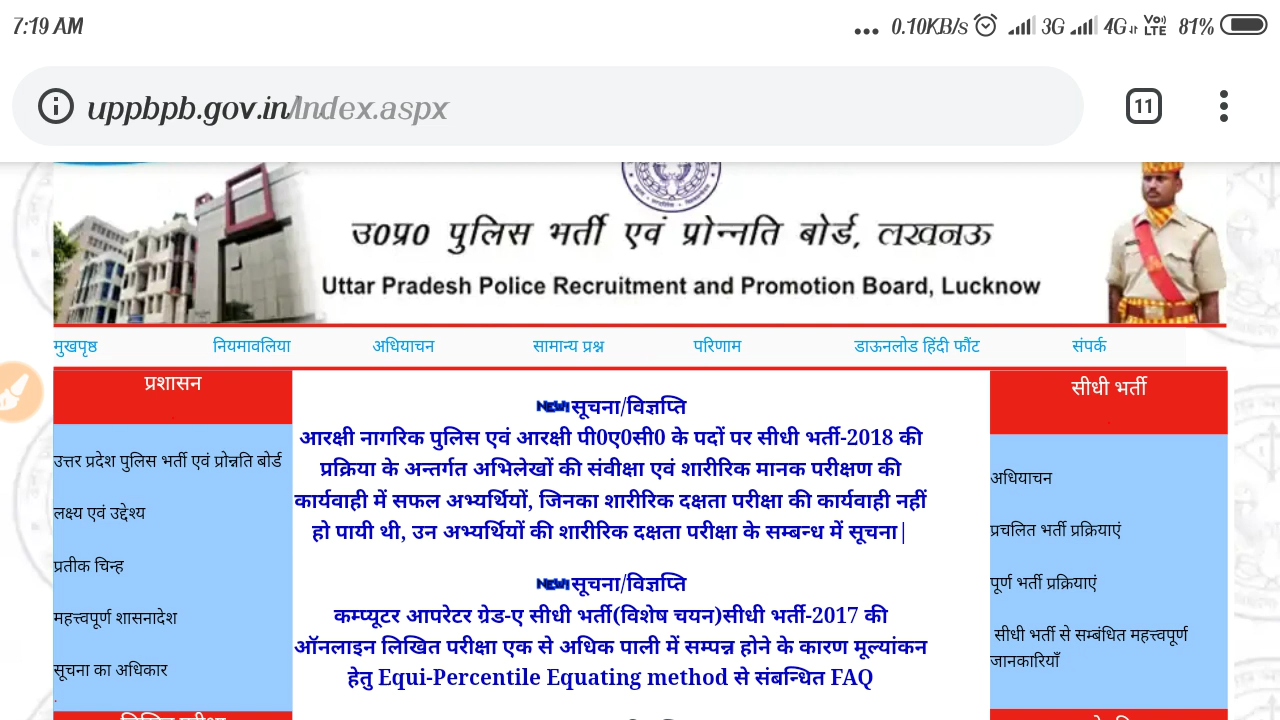 7:19 AM
... 0.10KB/s 3G 4G VoLTE 81%
uppbpb.gov.in/Index.aspx
11
उ0प्र0 पुलिस भर्ती एवं प्रोन्नति बोर्ड, लखनऊ
Uttar Pradesh Police Recruitment and Promotion Board, Lucknow
मुखपृष्ठ नियमावलिया अधियाचन सामान्य प्रश्न परिणाम डाऊनलोड हिंदी फौंट संपर्क
प्रशासन
उत्तर प्रदेश पुलिस भर्ती एवं प्रोन्नति बोर्ड
लक्ष्य एवं उद्देश्य
प्रतीक चिन्ह
महत्त्वपूर्ण शासनादेश
सूचना का अधिकार
New सूचना/विज्ञप्ति
आरक्षी नागरिक पुलिस एवं आरक्षी पी0ए0सी0 के पदों पर सीधी भर्ती-2018 की
प्रक्रिया के अन्तर्गत अभिलेखों की संवीक्षा एवं शारीरिक मानक परीक्षण की
कार्यवाही में सफल अभ्यर्थियों, जिनका शारीरिक दक्षता परीक्षा की कार्यवाही नहीं
हो पायी थी, उन अभ्यर्थियों की शारीरिक दक्षता परीक्षा के सम्बन्ध में सूचना|
New सूचना/विज्ञप्ति
कम्प्यूटर आपरेटर ग्रेड-ए सीधी भर्ती(विशेष चयन)सीधी भर्ती-2017 की
ऑनलाइन लिखित परीक्षा एक से अधिक पाली में सम्पन्न होने के कारण मूल्यांकन
हेतु Equi-Percentile Equating method से संबन्धित FAQ
सीधी भर्ती
अधियाचन
प्रचलित भर्ती प्रक्रियाएं
पूर्ण भर्ती प्रक्रियाएं
सीधी भर्ती से सम्बंधित महत्त्वपूर्ण
जानकारियाँ